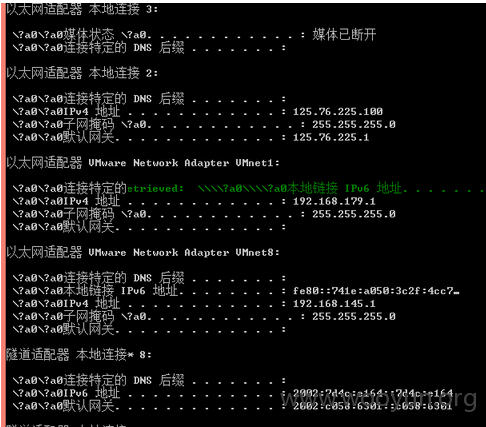 以太网适配器 本地连接 3:
\?a0\?a0媒体状态 \?a0. . . . . . . . . . . . : 媒体已断开
\?a0\?a0连接特定的 DNS 后缀 . . . . . . . :
以太网适配器 本地连接 2:
\?a0\?a0连接特定的 DNS 后缀 . . . . . . . :
\?a0\?a0IPv4 地址 . . . . . . . . . . . . : 125.76.225.100
\?a0\?a0子网掩码 \?a0. . . . . . . . . . . . : 255.255.255.0
\?a0\?a0默认网关. . . . . . . . . . . . . : 125.76.225.1
以太网适配器 VMware Network Adapter VMnet1:
\?a0\?a0连接特定的etrieved: \\\\?a0\\\\?a0本地链接 IPv6 地址. . . . . . .
\?a0\?a0IPv4 地址 . . . . . . . . . . . . : 192.168.179.1
\?a0\?a0子网掩码 \?a0. . . . . . . . . . . . : 255.255.255.0
\?a0\?a0默认网关. . . . . . . . . . . . . :
以太网适配器 VMware Network Adapter VMnet8:
\?a0\?a0连接特定的 DNS 后缀 . . . . . . . :
\?a0\?a0本地链接 IPv6 地址. . . . . . . . : fe80::741e:a050:3c2f:4cc7…
\?a0\?a0IPv4 地址 . . . . . . . . . . . . : 192.168.145.1
\?a0\?a0子网掩码 \?a0. . . . . . . . . . . . : 255.255.255.0
\?a0\?a0默认网关. . . . . . . . . . . . . :
隧道适配器 本地连接* 8:
\?a0\?a0连接特定的 DNS 后缀 . . . . . . . :
\?a0\?a0IPv6 地址 . . . . . . . . . . . . : 2002:7d4c:e164::7d4c:e164
\?a0\?a0默认网关. . . . . . . . . . . . . : 2002:c058:6301::c058:6301